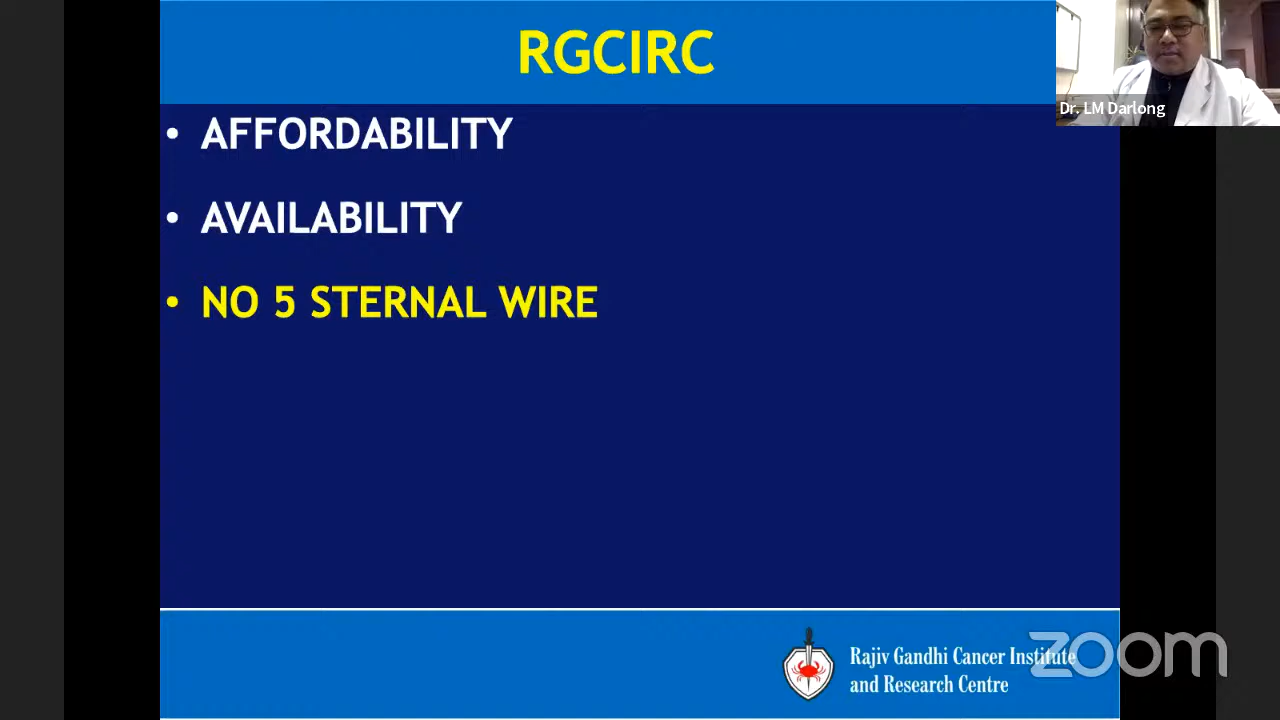 RGCIRC
Dr. LM Darlong
• AFFORDABILITY
• AVAILABILITY
• NO 5 STERNAL WIRE
Rajiv Gandhi Cancer Institute
and Research Centre
zoom